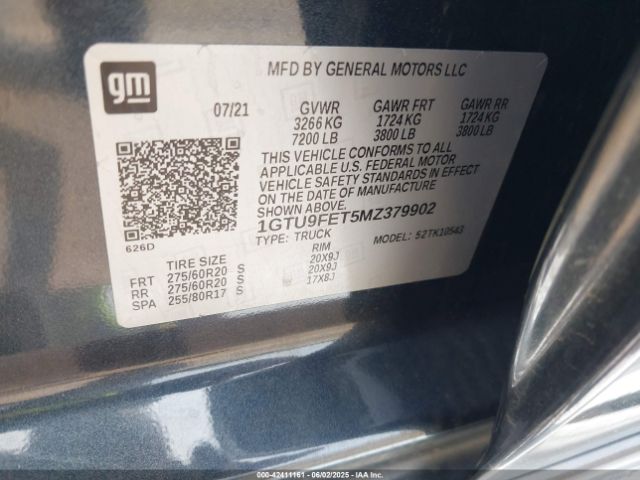 gm
MFD BY GENERAL MOTORS LLC
07/21 GVWR GAWR FRT GAWR RR
3266 KG 1724 KG 1724 KG
7200 LB 3800 LB 3800 LB
THIS VEHICLE CONFORMS TO ALL
APPLICABLE U.S. FEDERAL MOTOR
VEHICLE SAFETY STANDARDS IN EFFECT
ON THE DATE OF MANUFACTURE
SHOWN ABOVE.
1GTU9FET5MZ379902
626D
TYPE: TRUCK MODEL: 52TK10543
TIRE SIZE RIM
FRT 275/60R20 S 20X9J
RR 275/60R20 S 20X9J
SPA 255/80R17 S 17X8J
000-42411161 | 06/02/2025 | IAAI.COM